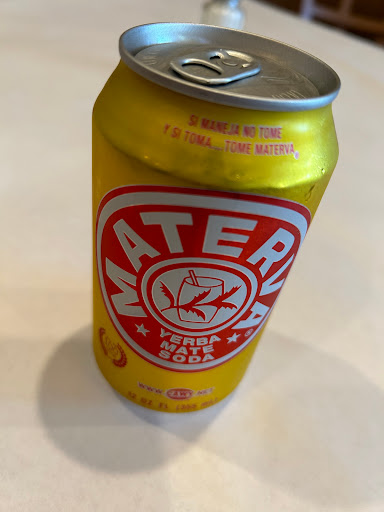 SI MANEJA NO TOME
Y SI TOMA...TOME MATERVA
MATERVA
YERBA
MATE
SODA